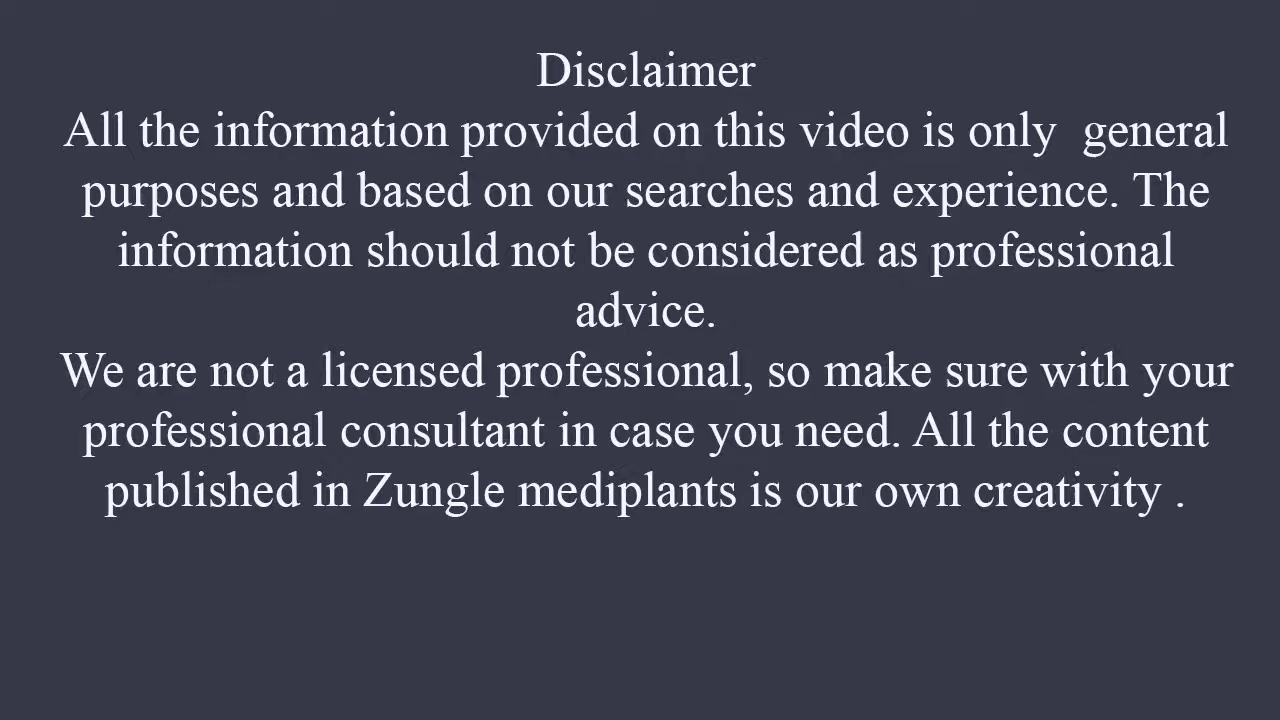 Disclaimer
All the information provided on this video is only  general
purposes and based on our searches and experience. The
information should not be considered as professional
advice.
We are not a licensed professional, so make sure with your
professional consultant in case you need. All the content
published in Zungle mediplants is our own creativity .